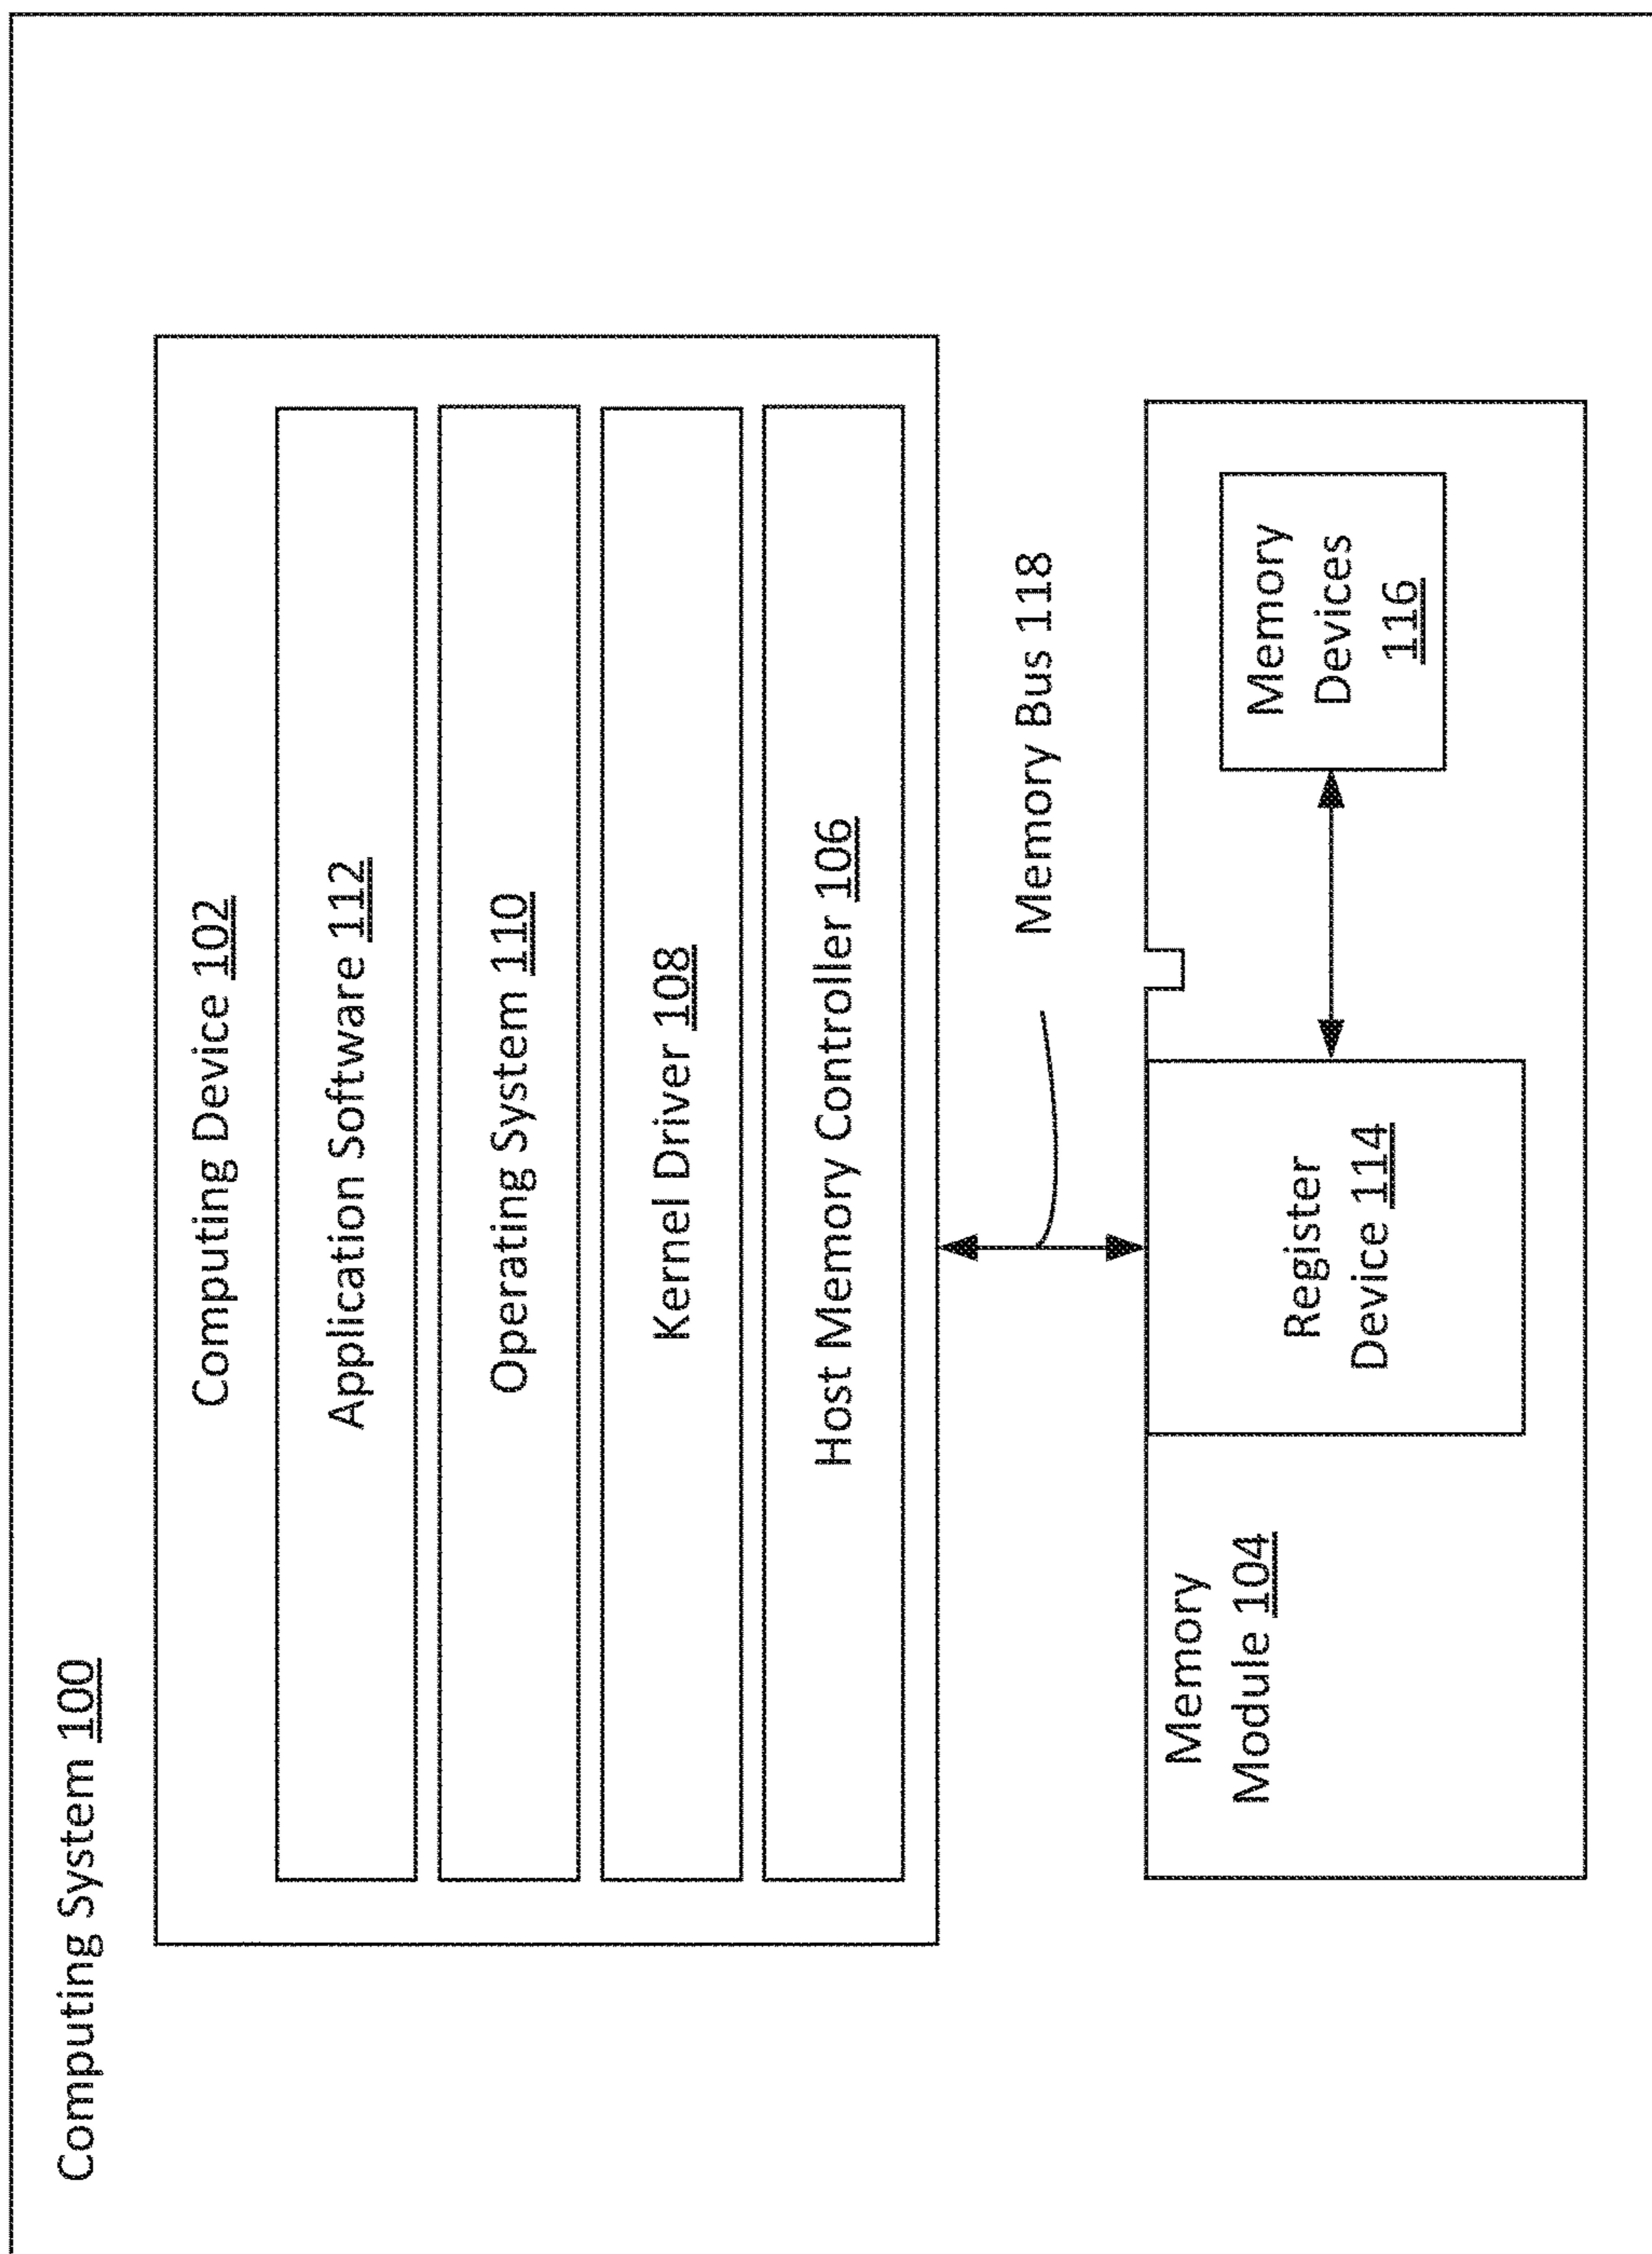 Computing System 100
Computing Device 102
Application Software 112
Operating System 110
Kernel Driver 108
Host Memory Controller 106
Memory Bus 118
Memory
Module 104
Register
Device 114
Memory
Devices
116